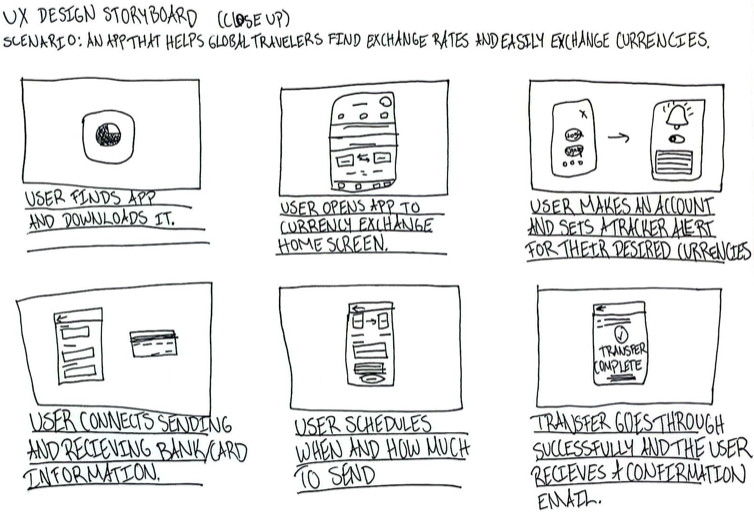 UX DESIGN STORYBOARD (CLOSE UP)
SCENARIO: AN APP THAT HELPS GLOBAL TRAVELERS FIND EXCHANGE RATES AND EASILY EXCHANGE CURRENCIES.
USER FINDS APP
AND DOWNLOADS IT.
USER OPENS APP TO
CURRENCY EXCHANGE
HOME SCREEN.
X
USER MAKES AN ACCOUNT
AND SETS A TRACKER ALERT
FOR THEIR DESIRED CURRENCIES
USER CONNECTS SENDING
AND RECIEVING BANK/CARD
INFORMATION.
USER SCHEDULES
WHEN AND HOW MUCH
TO SEND
TRANSFER
COMPLETE
TRANSFER GOES THROUGH
SUCCESSFULLY AND THE USER
RECIEVES A CONFIRMATION
EMAIL.